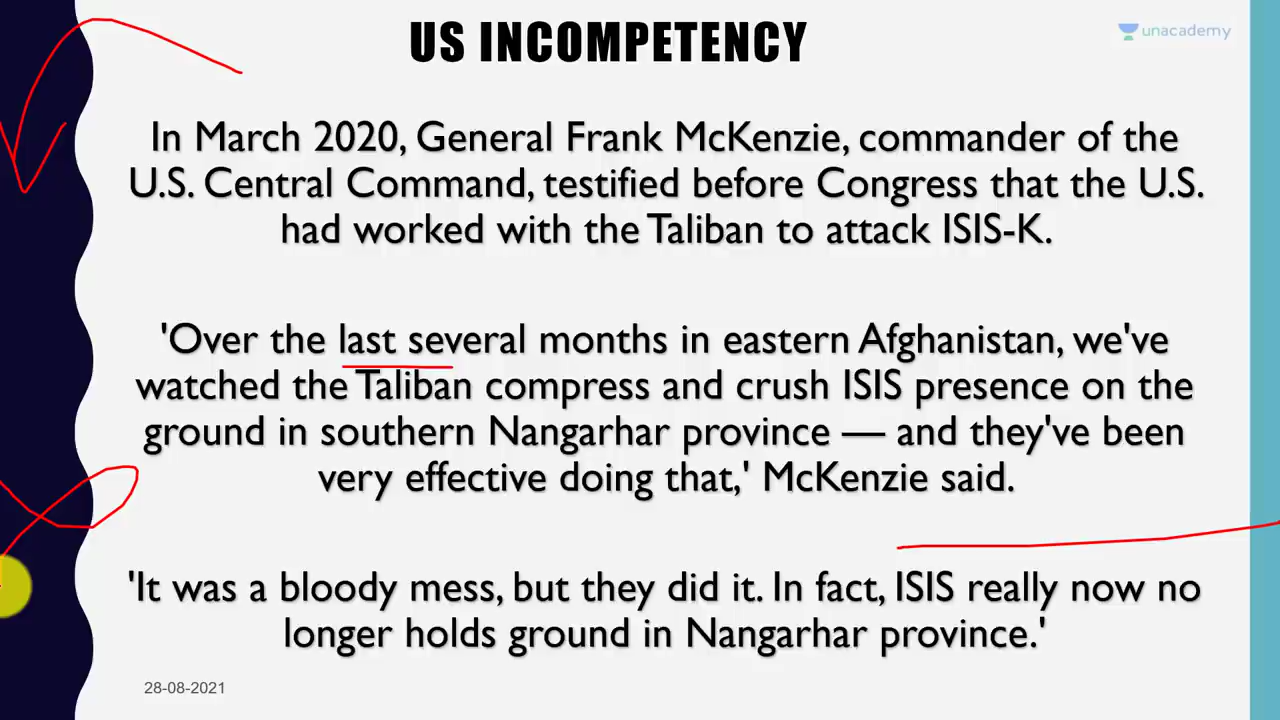 US INCOMPETENCY
unacademy
In March 2020, General Frank McKenzie, commander of the
U.S. Central Command, testified before Congress that the U.S.
had worked with the Taliban to attack ISIS-K.
'Over the last several months in eastern Afghanistan, we've
watched the Taliban compress and crush ISIS presence on the
ground in southern Nangarhar province — and they've been
very effective doing that,' McKenzie said.
'It was a bloody mess, but they did it. In fact, ISIS really now no
longer holds ground in Nangarhar province.'
28-08-2021